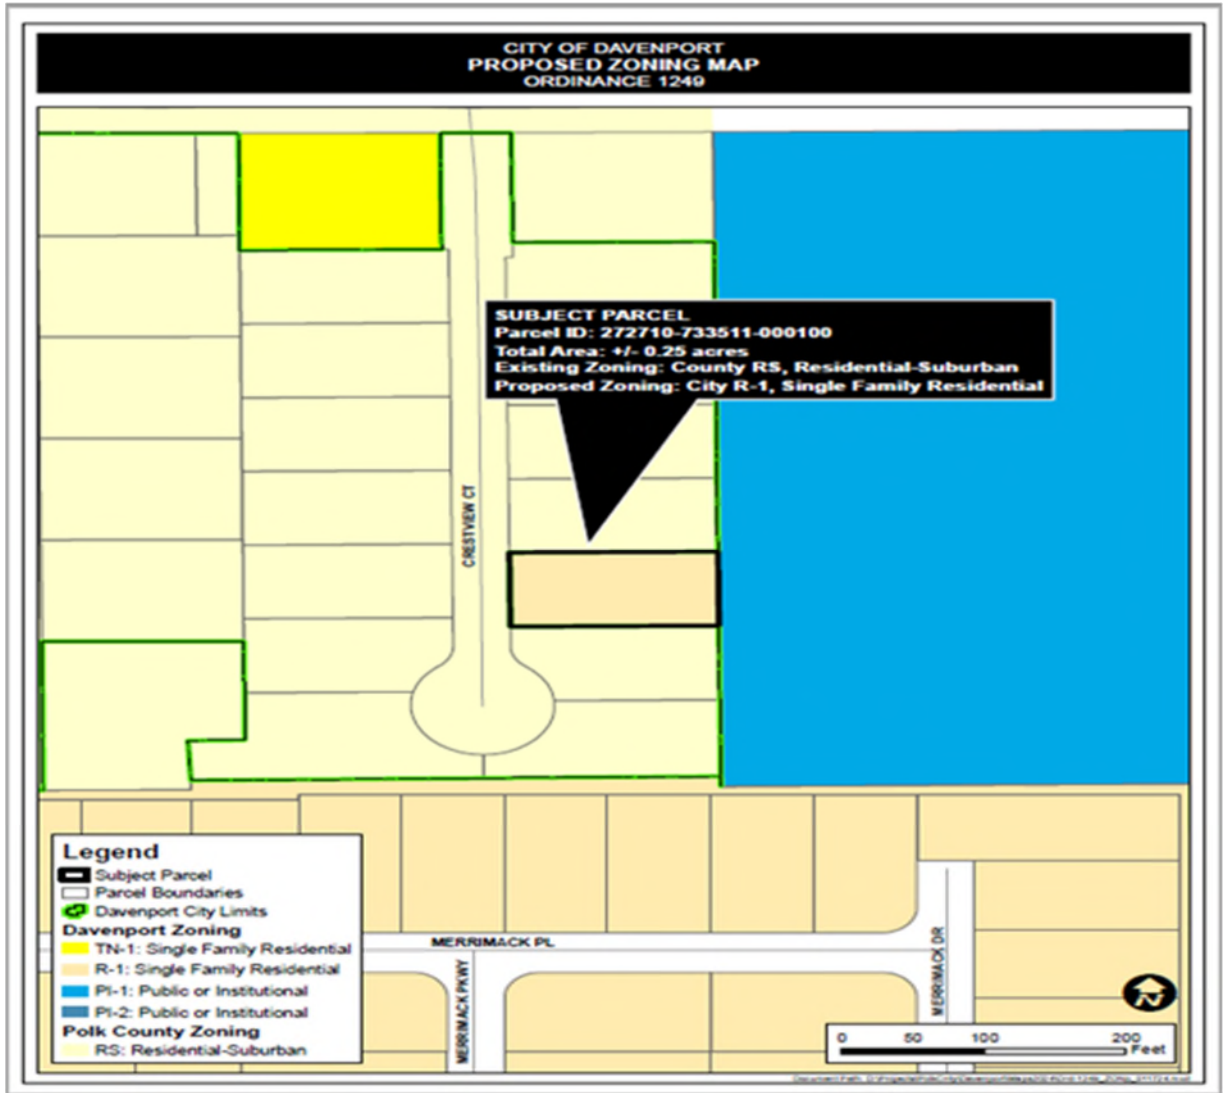 CITY OF DAVENPORT
PROPOSED ZONING MAP
ORDINANCE 1249
SUBJECT PARCEL
Parcel ID: 272710-733511-000100
Total Area: +/- 0.25 acres
Existing Zoning: County RS, Residential-Suburban
Proposed Zoning: City R-1, Single Family Residential
CRESTVIEW CT
Legend
Subject Parcel
Parcel Boundaries
Davenport City Limits
Davenport Zoning
TN-1: Single Family Residential
R-1: Single Family Residential
PI-1: Public or Institutional
PI-2: Public or Institutional
Polk County Zoning
RS: Residential-Suburban
MERRIMACK PL
MERRIMACK PKWY
MERRIMACK DR
N
0 50 100 200
Feet
Document Path: